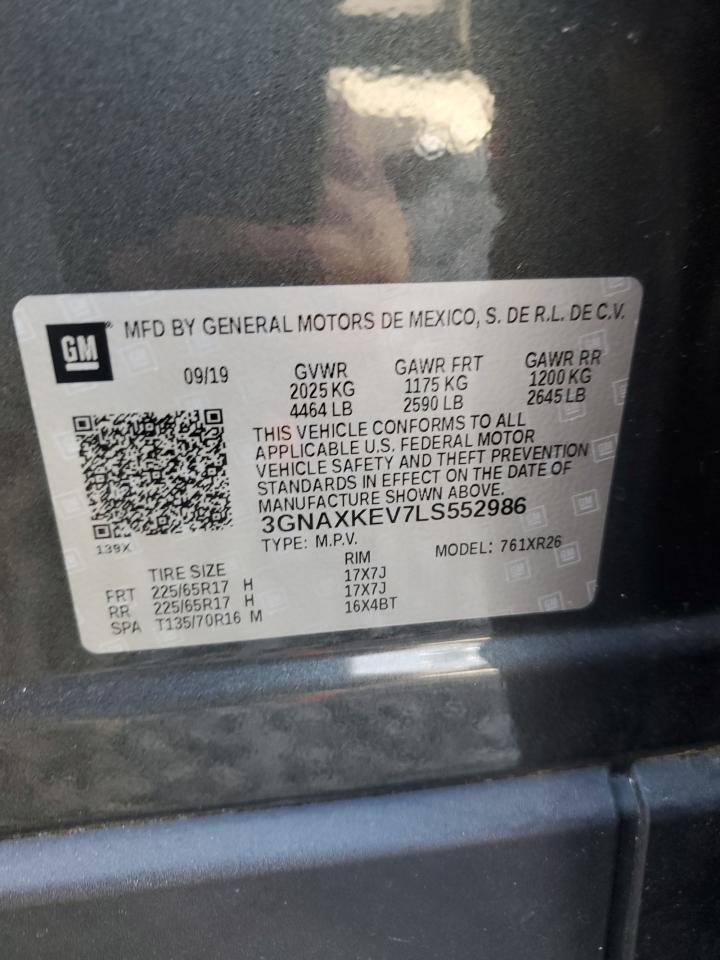 GM® MFD BY GENERAL MOTORS DE MEXICO, S. DE R.L. DE C.V.
09/19 GVWR GAWR FRT GAWR RR
2025 KG 1175 KG 1200 KG
4464 LB 2590 LB 2645 LB
THIS VEHICLE CONFORMS TO ALL
APPLICABLE U.S. FEDERAL MOTOR
VEHICLE SAFETY AND THEFT PREVENTION
STANDARDS IN EFFECT ON THE DATE OF
MANUFACTURE SHOWN ABOVE.
3GNAXKEV7LS552986
139X TYPE: M.P.V. MODEL: 761XR26
TIRE SIZE RIM
FRT 225/65R17 H 17X7J
RR 225/65R17 H 17X7J
SPA T135/70R16 M 16X4BT